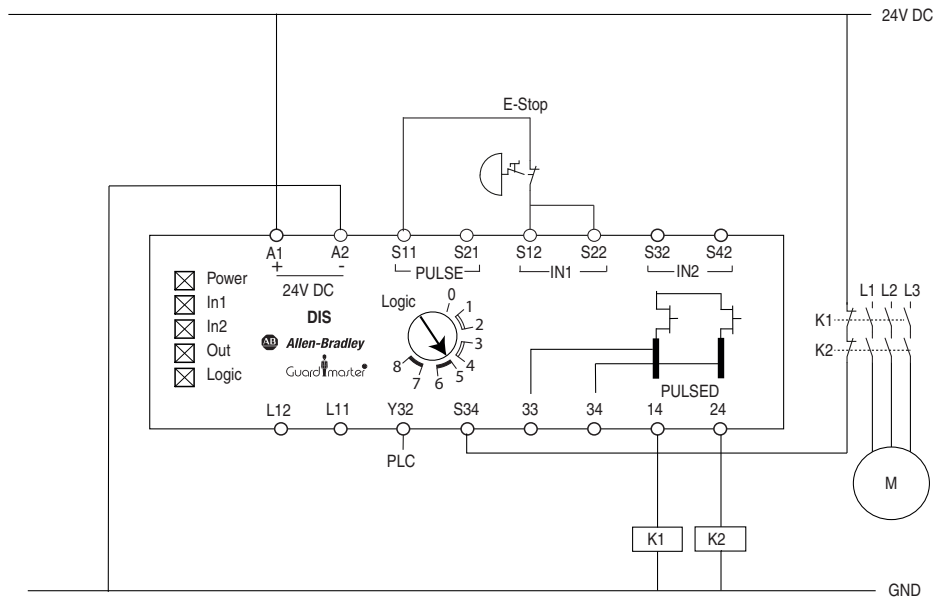 24V DC
E-Stop
A1 A2 S11 S21 S12 S22 S32 S42
+ - PULSE IN1 IN2
24V DC
Power
In1
In2
Out
Logic
DIS
AB Allen-Bradley
Guardmaster
Logic
0
1
2
3
4
5
6
7
8
PULSED
L12 L11 Y32 S34 33 34 14 24
PLC
L1 L2 L3
K1
K2
M
K1 K2
GND